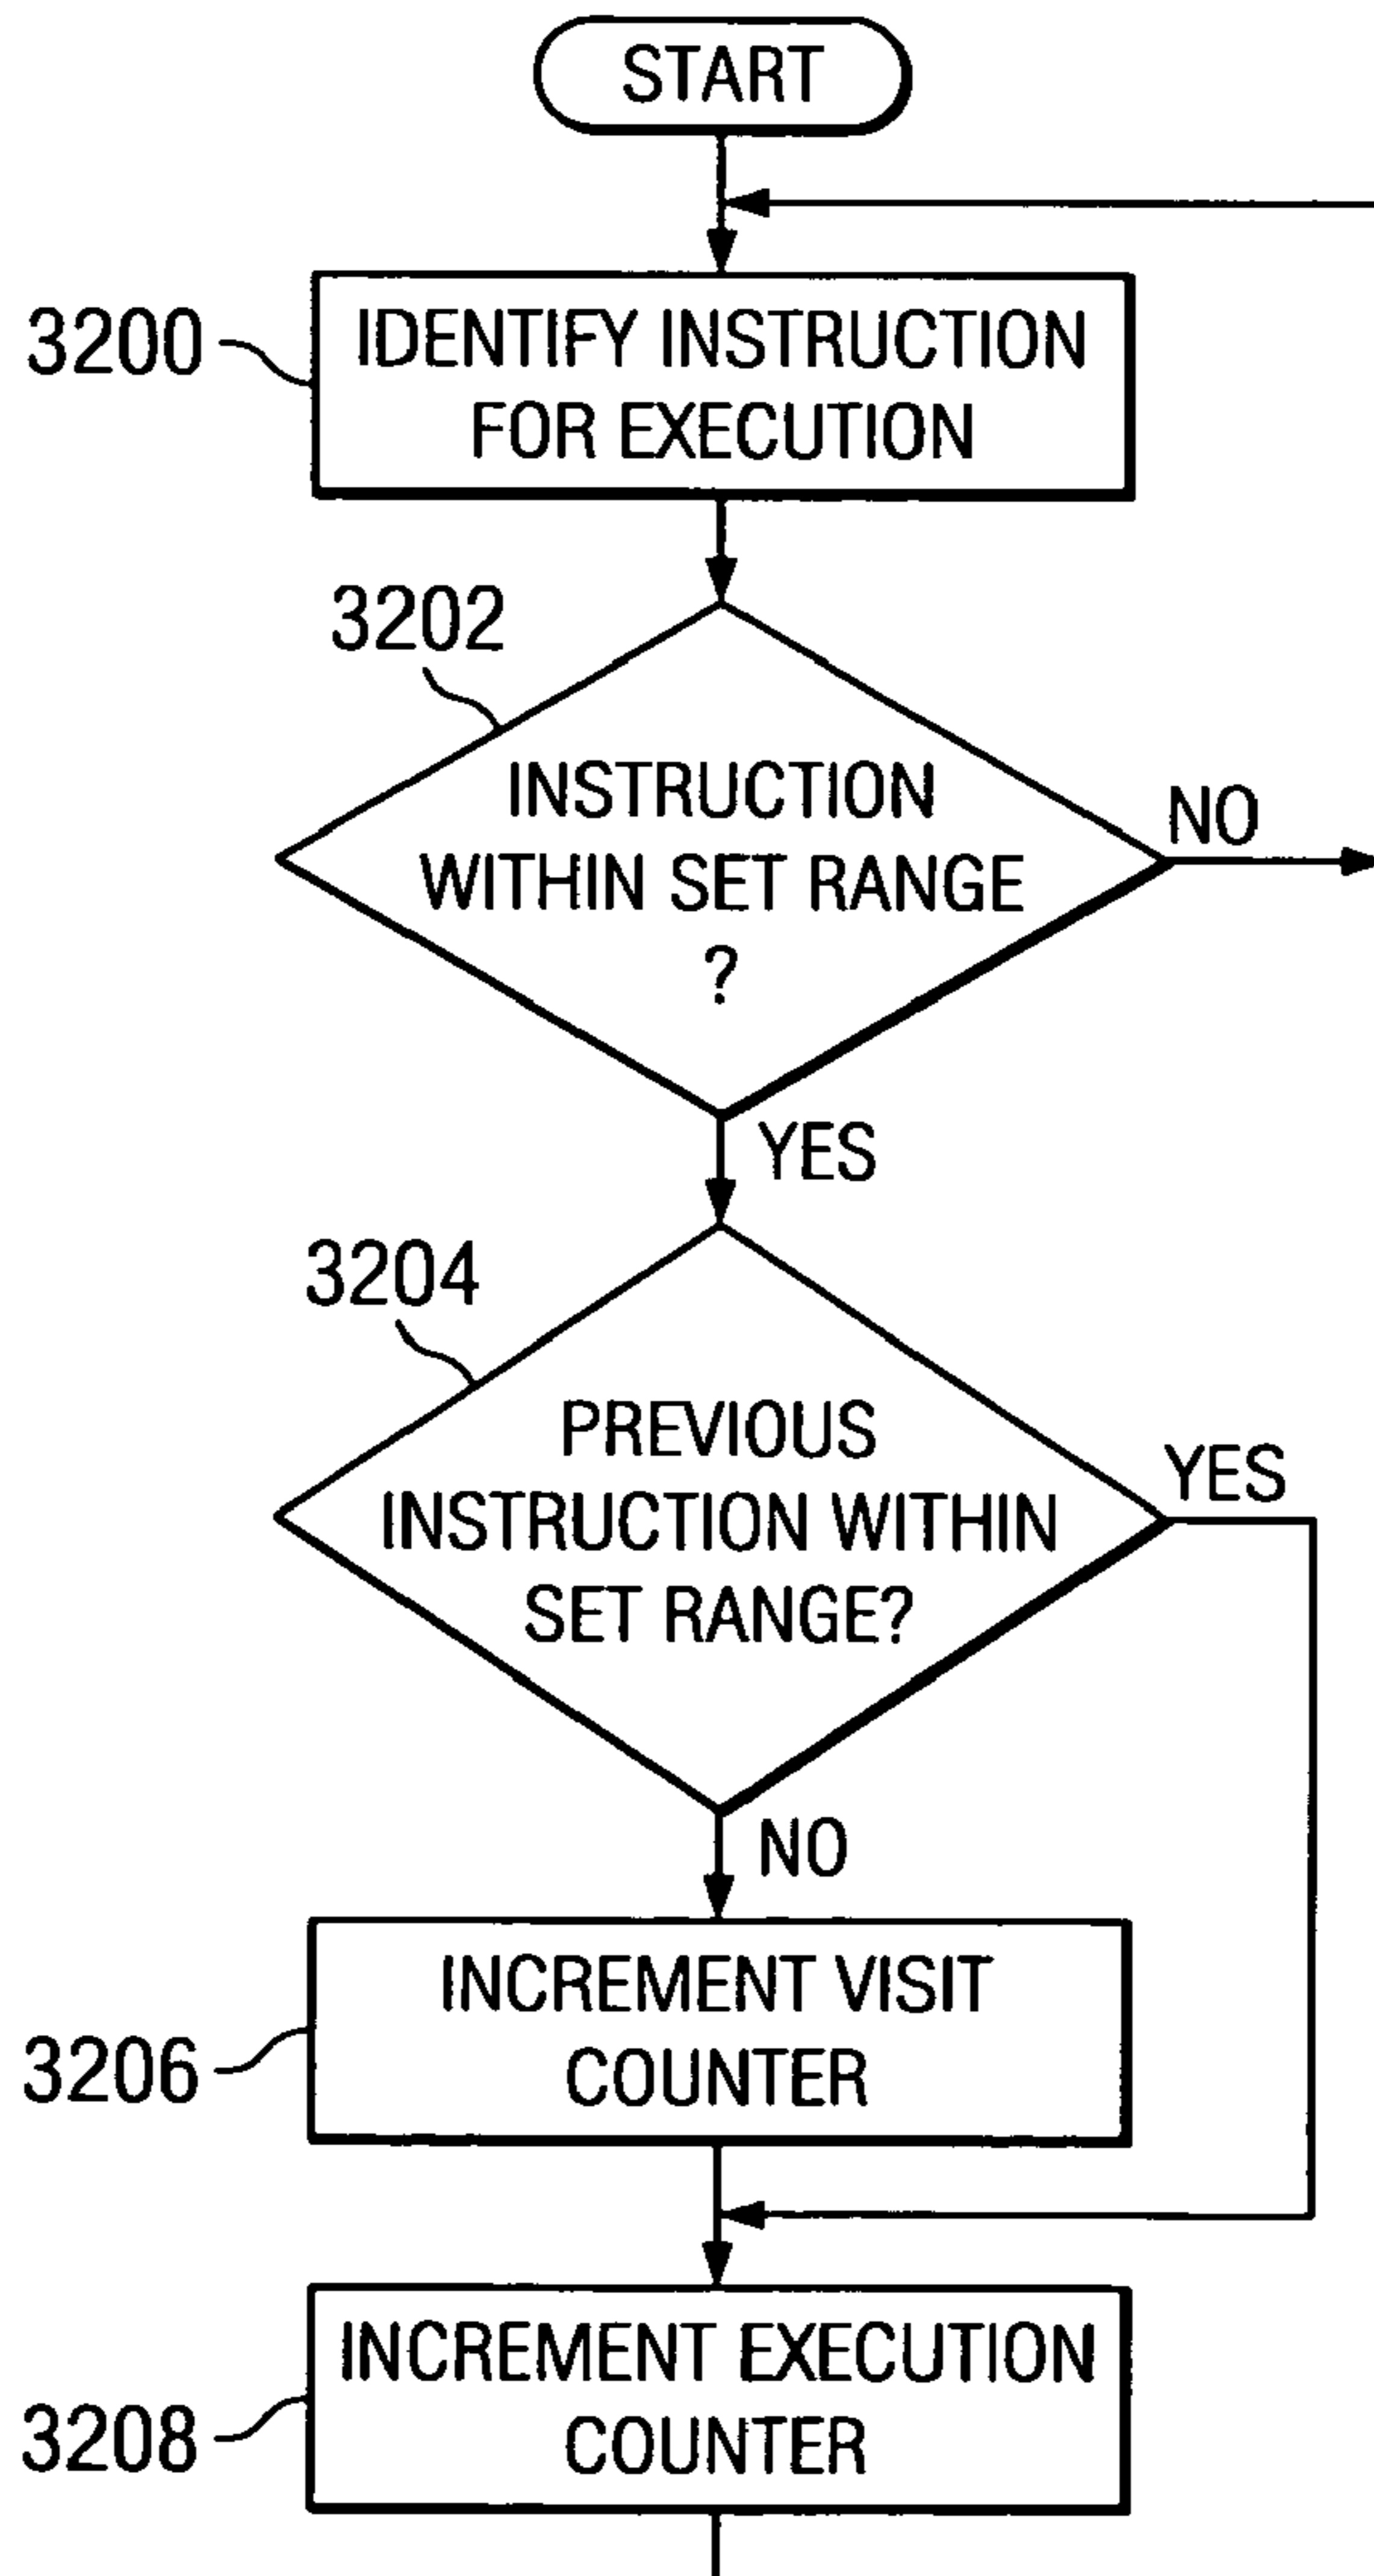 START
3200
IDENTIFY INSTRUCTION
FOR EXECUTION
3202
INSTRUCTION
WITHIN SET RANGE
?
NO
YES
3204
PREVIOUS
INSTRUCTION WITHIN
SET RANGE?
YES
NO
3206
INCREMENT VISIT
COUNTER
3208
INCREMENT EXECUTION
COUNTER